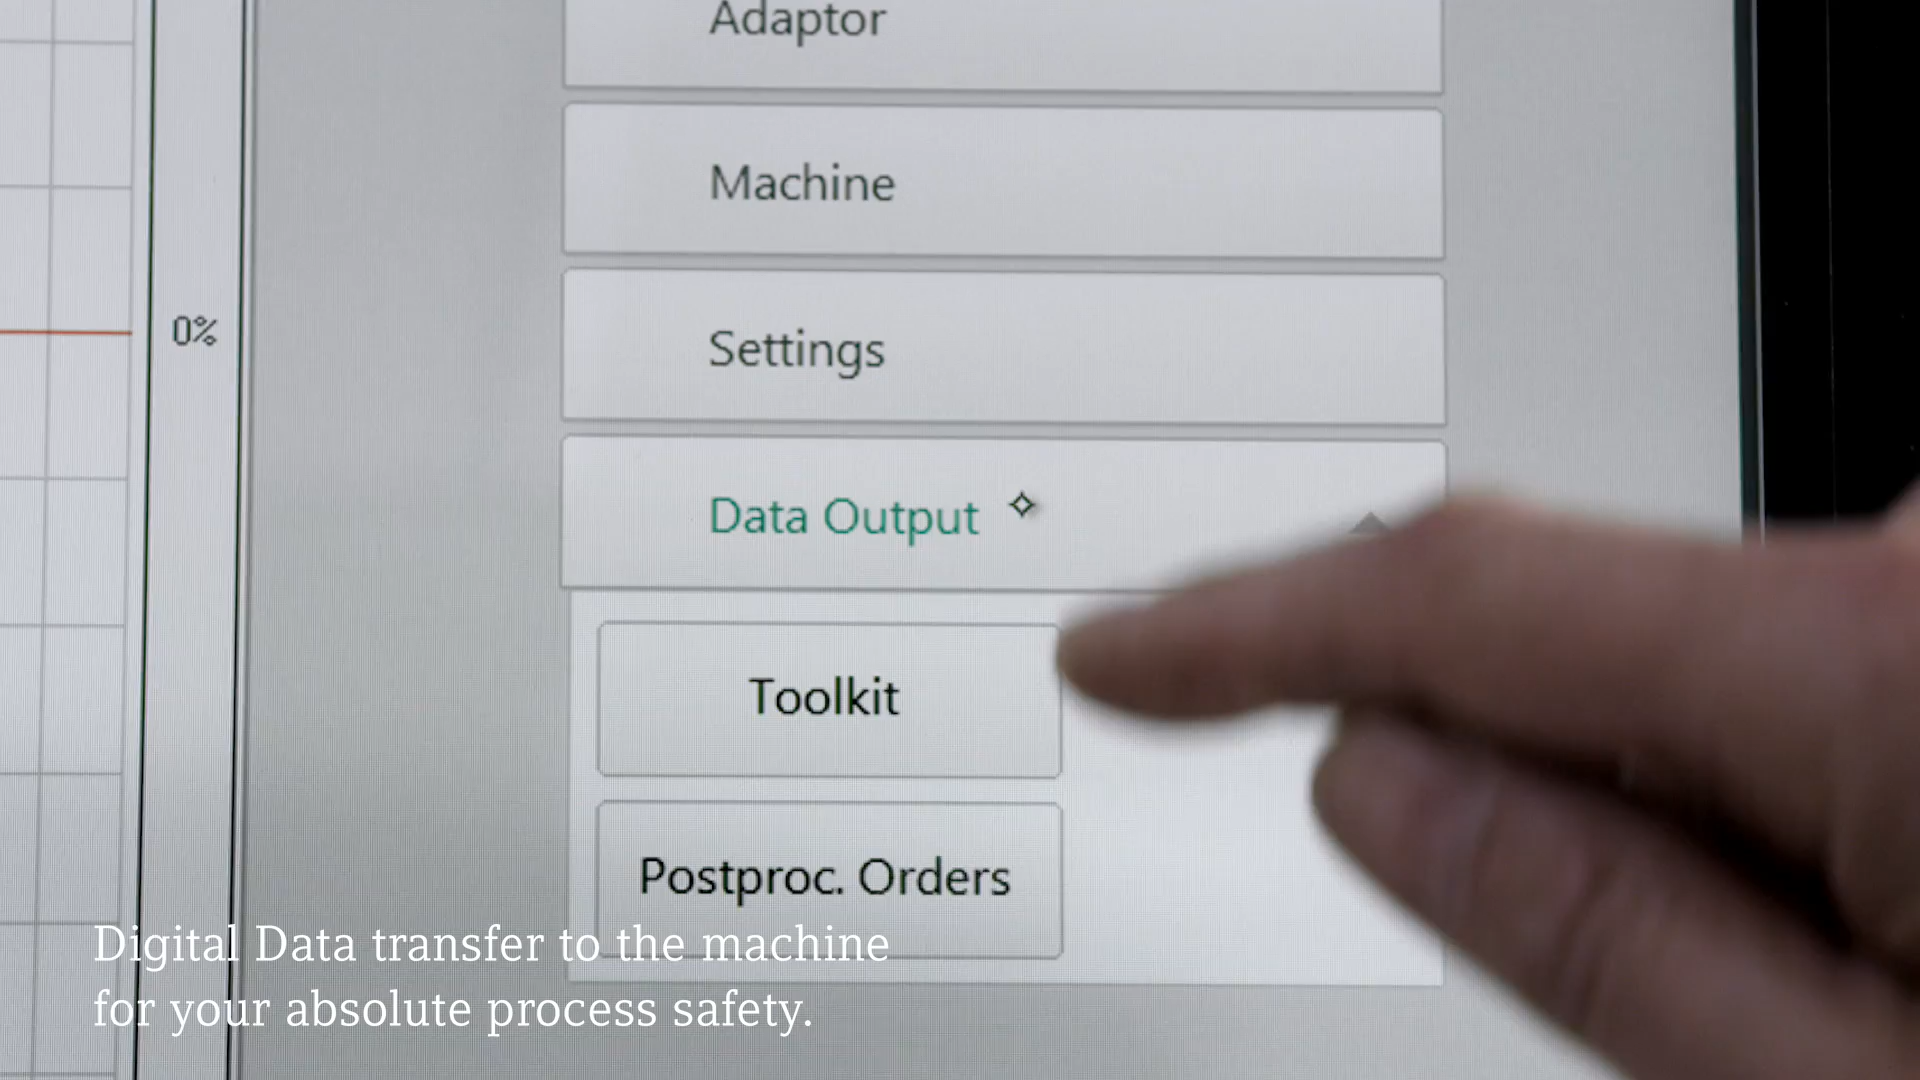 Adaptor
Machine
0%
Settings
Data Output
Toolkit
Postproc. Orders
Digital Data transfer to the machine
for your absolute process safety.